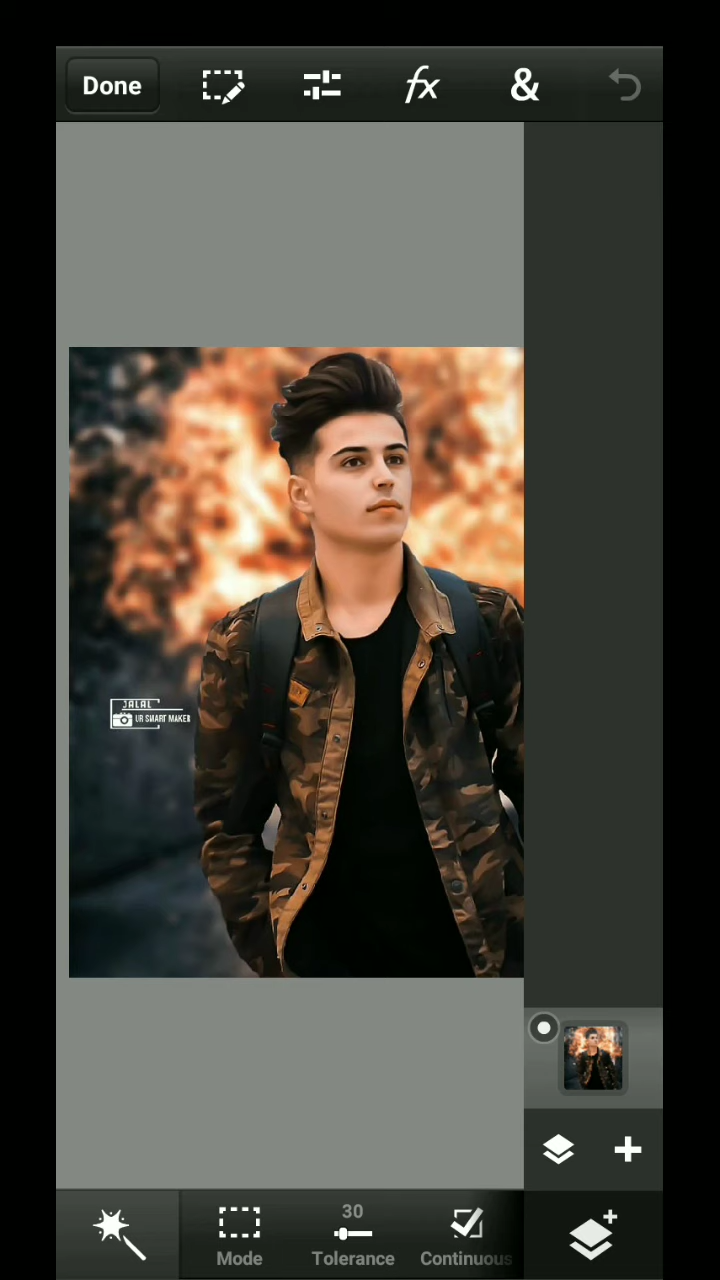 Done
fx
&
JALAL
UR SMART MAKER
30
Mode
Tolerance
Continuous